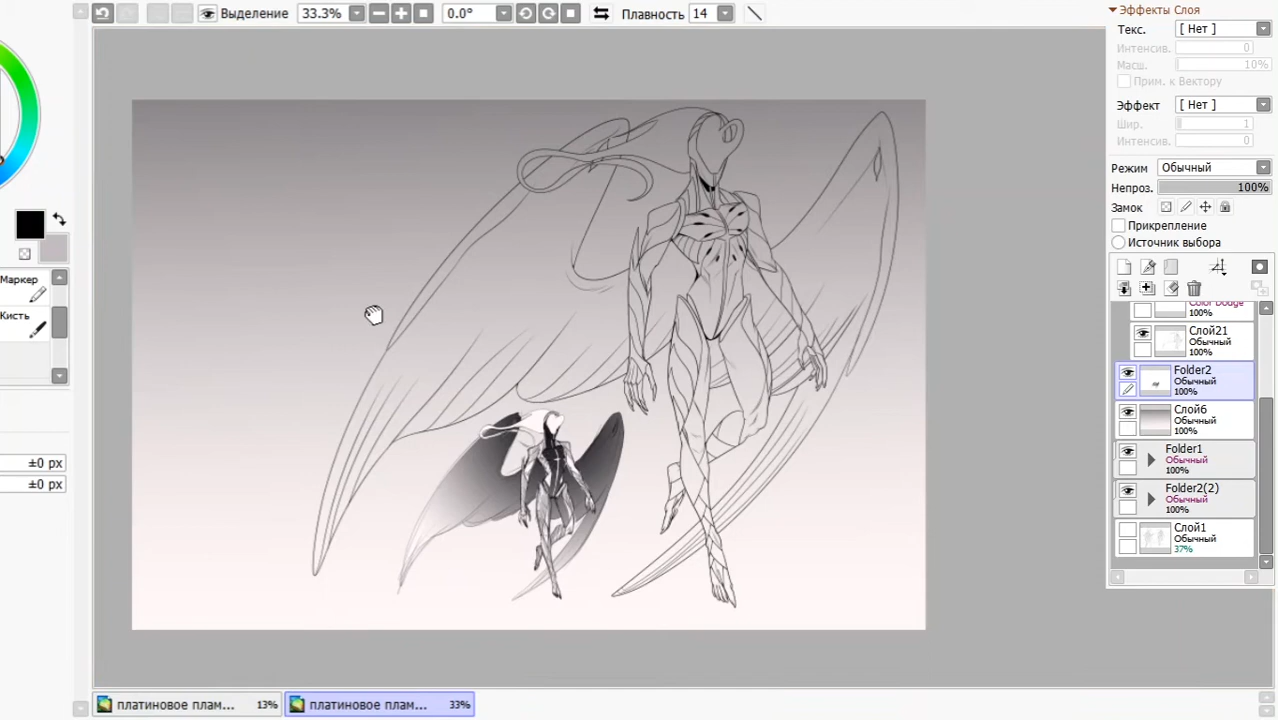 Выделение 33.3% 0.0° Плавность 14
Маркер
Кисть
±0 px
±0 px
Эффекты Слоя
Текс. [ Нет ]
Интенсив. 0
Масш. 10%
Прим. к Вектору
Эффект [ Нет ]
Шир. 1
Интенсив. 0
Режим Обычный
Непроз. 100%
Замок
Прикрепление
Источник выбора
Color Dodge
100%
Слой21
Обычный
100%
Folder2
Обычный
100%
Слой6
Обычный
100%
Folder1
Обычный
100%
Folder2(2)
Обычный
100%
Слой1
Обычный
37%
платиновое плам... 13% платиновое плам... 33%